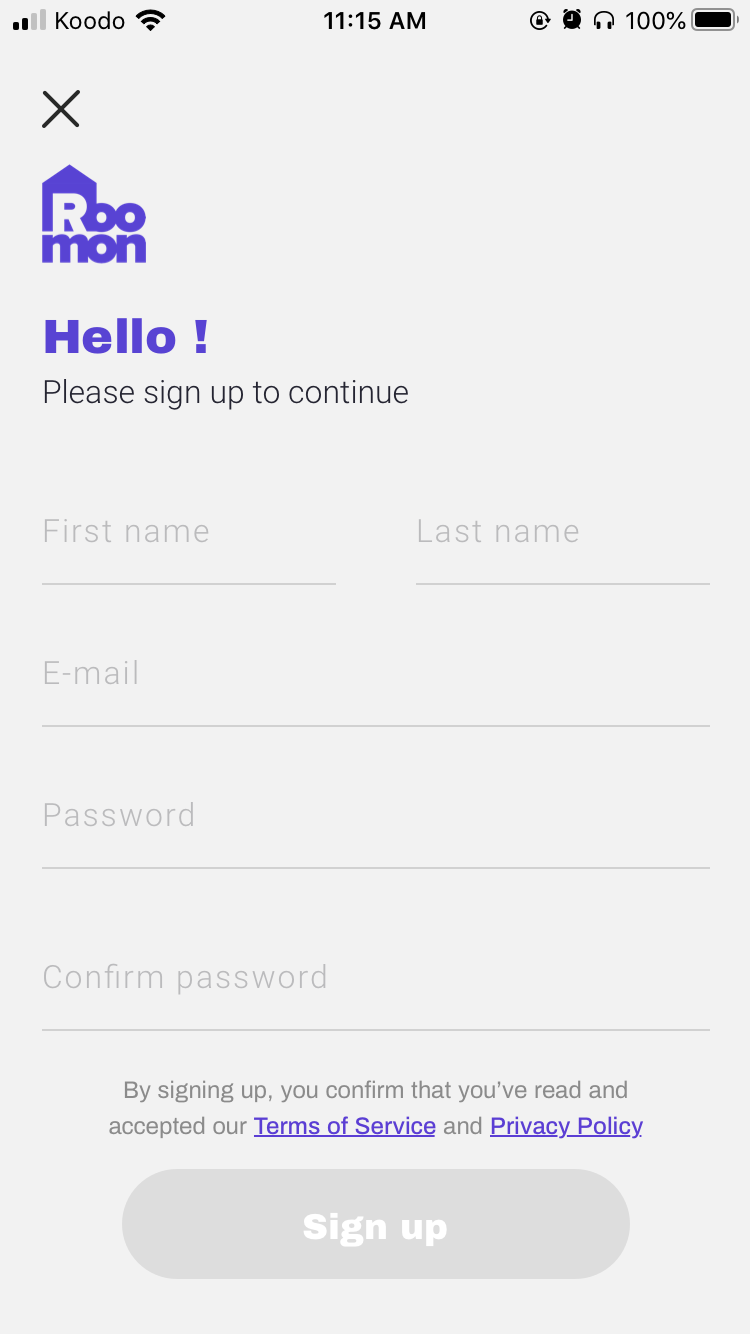 Koodo 11:15 AM 100%
Roo
mon
Hello !
Please sign up to continue
First name Last name
E-mail
Password
Confirm password
By signing up, you confirm that you’ve read and
accepted our Terms of Service and Privacy Policy
Sign up